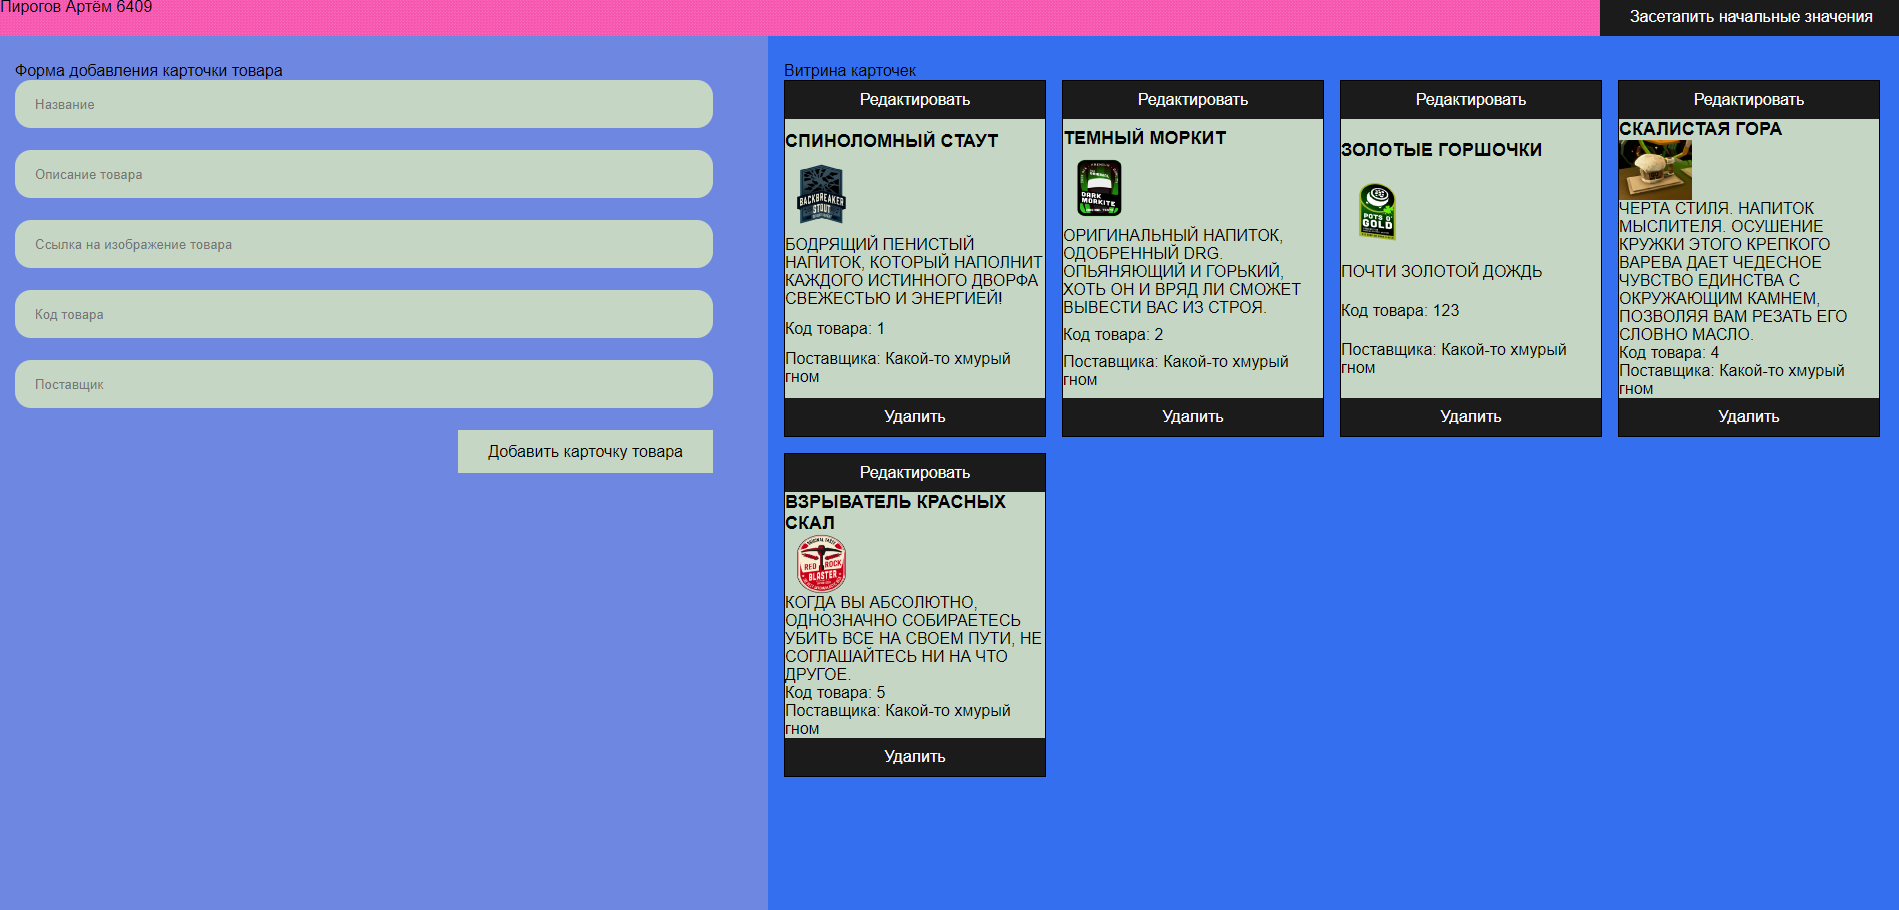 Пирогов Артём 6409
Засетапить начальные значения
Форма добавления карточки товара
Название
Описание товара
Ссылка на изображение товара
Код товара
Поставщик
Добавить карточку товара
Витрина карточек
Редактировать
СПИНОЛОМНЫЙ СТАУТ
BACKBREAKER
STOUT
БОДРЯЩИЙ ПЕНИСТЫЙ
НАПИТОК, КОТОРЫЙ НАПОЛНИТ
КАЖДОГО ИСТИННОГО ДВОРФА
СВЕЖЕСТЬЮ И ЭНЕРГИЕЙ!
Код товара: 1
Поставщика: Какой-то хмурый
гном
Удалить
Редактировать
ТЕМНЫЙ МОРКИТ
DARK
MORKITE
ОРИГИНАЛЬНЫЙ НАПИТОК,
ОДОБРЕННЫЙ DRG.
ОПЬЯНЯЮЩИЙ И ГОРЬКИЙ,
ХОТЬ ОН И ВРЯД ЛИ СМОЖЕТ
ВЫВЕСТИ ВАС ИЗ СТРОЯ.
Код товара: 2
Поставщика: Какой-то хмурый
гном
Удалить
Редактировать
ЗОЛОТЫЕ ГОРШОЧКИ
POTS O'
GOLD
ПОЧТИ ЗОЛОТОЙ ДОЖДЬ
Код товара: 123
Поставщика: Какой-то хмурый
гном
Удалить
Редактировать
СКАЛИСТАЯ ГОРА
ЧЕРТА СТИЛЯ. НАПИТОК
МЫСЛИТЕЛЯ. ОСУШЕНИЕ
КРУЖКИ ЭТОГО КРЕПКОГО
ВАРЕВА ДАЕТ ЧЕДЕСНОЕ
ЧУВСТВО ЕДИНСТВА С
ОКРУЖАЮЩИМ КАМНЕМ,
ПОЗВОЛЯЯ ВАМ РЕЗАТЬ ЕГО
СЛОВНО МАСЛО.
Код товара: 4
Поставщика: Какой-то хмурый
гном
Удалить
Редактировать
ВЗРЫВАТЕЛЬ КРАСНЫХ
СКАЛ
RED ROCK
BLASTER
КОГДА ВЫ АБСОЛЮТНО,
ОДНОЗНАЧНО СОБИРАЕТЕСЬ
УБИТЬ ВСЕ НА СВОЕМ ПУТИ, НЕ
СОГЛАШАЙТЕСЬ НИ НА ЧТО
ДРУГОЕ.
Код товара: 5
Поставщика: Какой-то хмурый
гном
Удалить